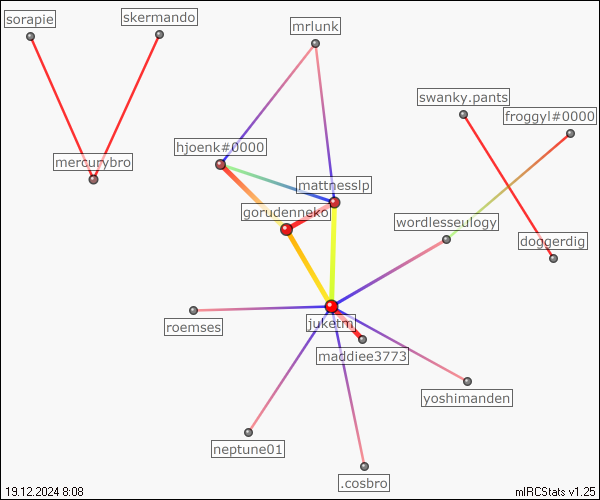 sorapie
skermando
mrlunk
swanky.pants
froggyl#0000
hjoenk#0000
mercurybro
mattnesslp
gorudenneko
wordlesseulogy
doggerdig
roemses
juketm
maddiee3773
yoshimanden
neptune01
.cosbro
19.12.2024 8:08
mIRCStats v1.25